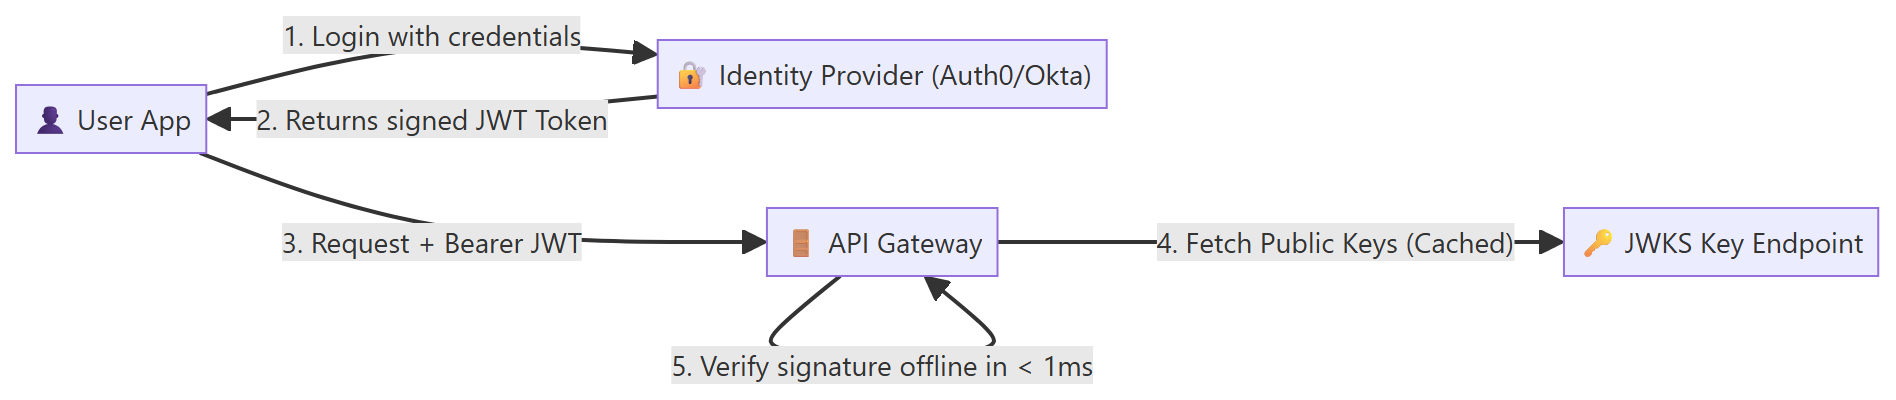 1. Login with credentials
Identity Provider (Auth0/Okta)
User App
2. Returns signed JWT Token
3. Request + Bearer JWT
API Gateway
4. Fetch Public Keys (Cached)
JWKS Key Endpoint
5. Verify signature offline in < 1ms